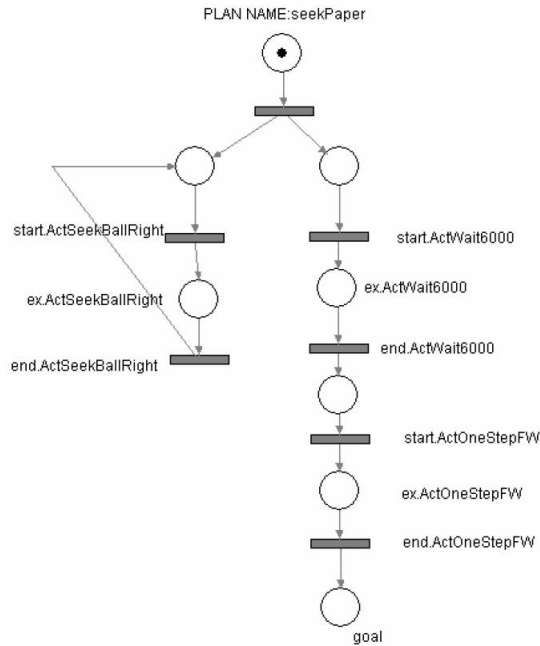 PLAN NAME:seekPaper
start.ActSeekBallRight
start.ActWait6000
ex.ActSeekBallRight
ex.ActWait6000
end.ActSeekBallRight
end.ActWait6000
start.ActOneStepFW
ex.ActOneStepFW
end.ActOneStepFW
goal